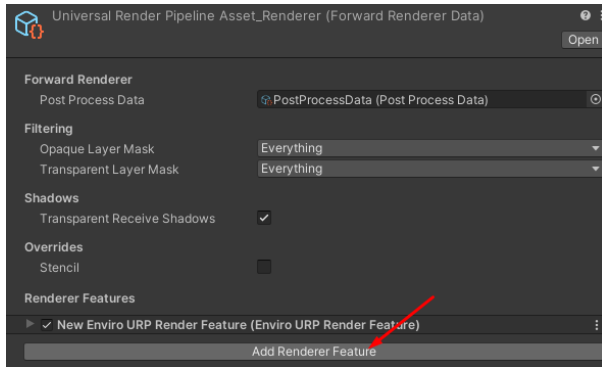 Universal Render Pipeline Asset_Renderer (Forward Renderer Data)
Open
Forward Renderer
Post Process Data PostProcessData (Post Process Data)
Filtering
Opaque Layer Mask Everything
Transparent Layer Mask Everything
Shadows
Transparent Receive Shadows
Overrides
Stencil
Renderer Features
New Enviro URP Render Feature (Enviro URP Render Feature)
Add Renderer Feature